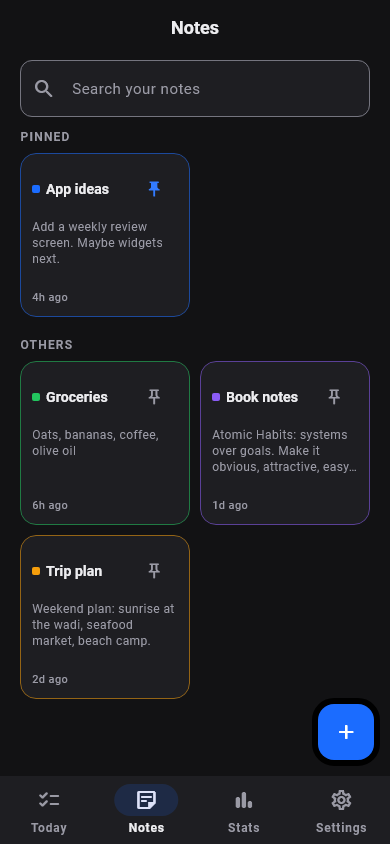 Notes
Search your notes
PINNED
App ideas
Add a weekly review
screen. Maybe widgets
next.
4h ago
OTHERS
Groceries
Oats, bananas, coffee,
olive oil
6h ago
Book notes
Atomic Habits: systems
over goals. Make it
obvious, attractive, easy…
1d ago
Trip plan
Weekend plan: sunrise at
the wadi, seafood
market, beach camp.
2d ago
+
Today
Notes
Stats
Settings